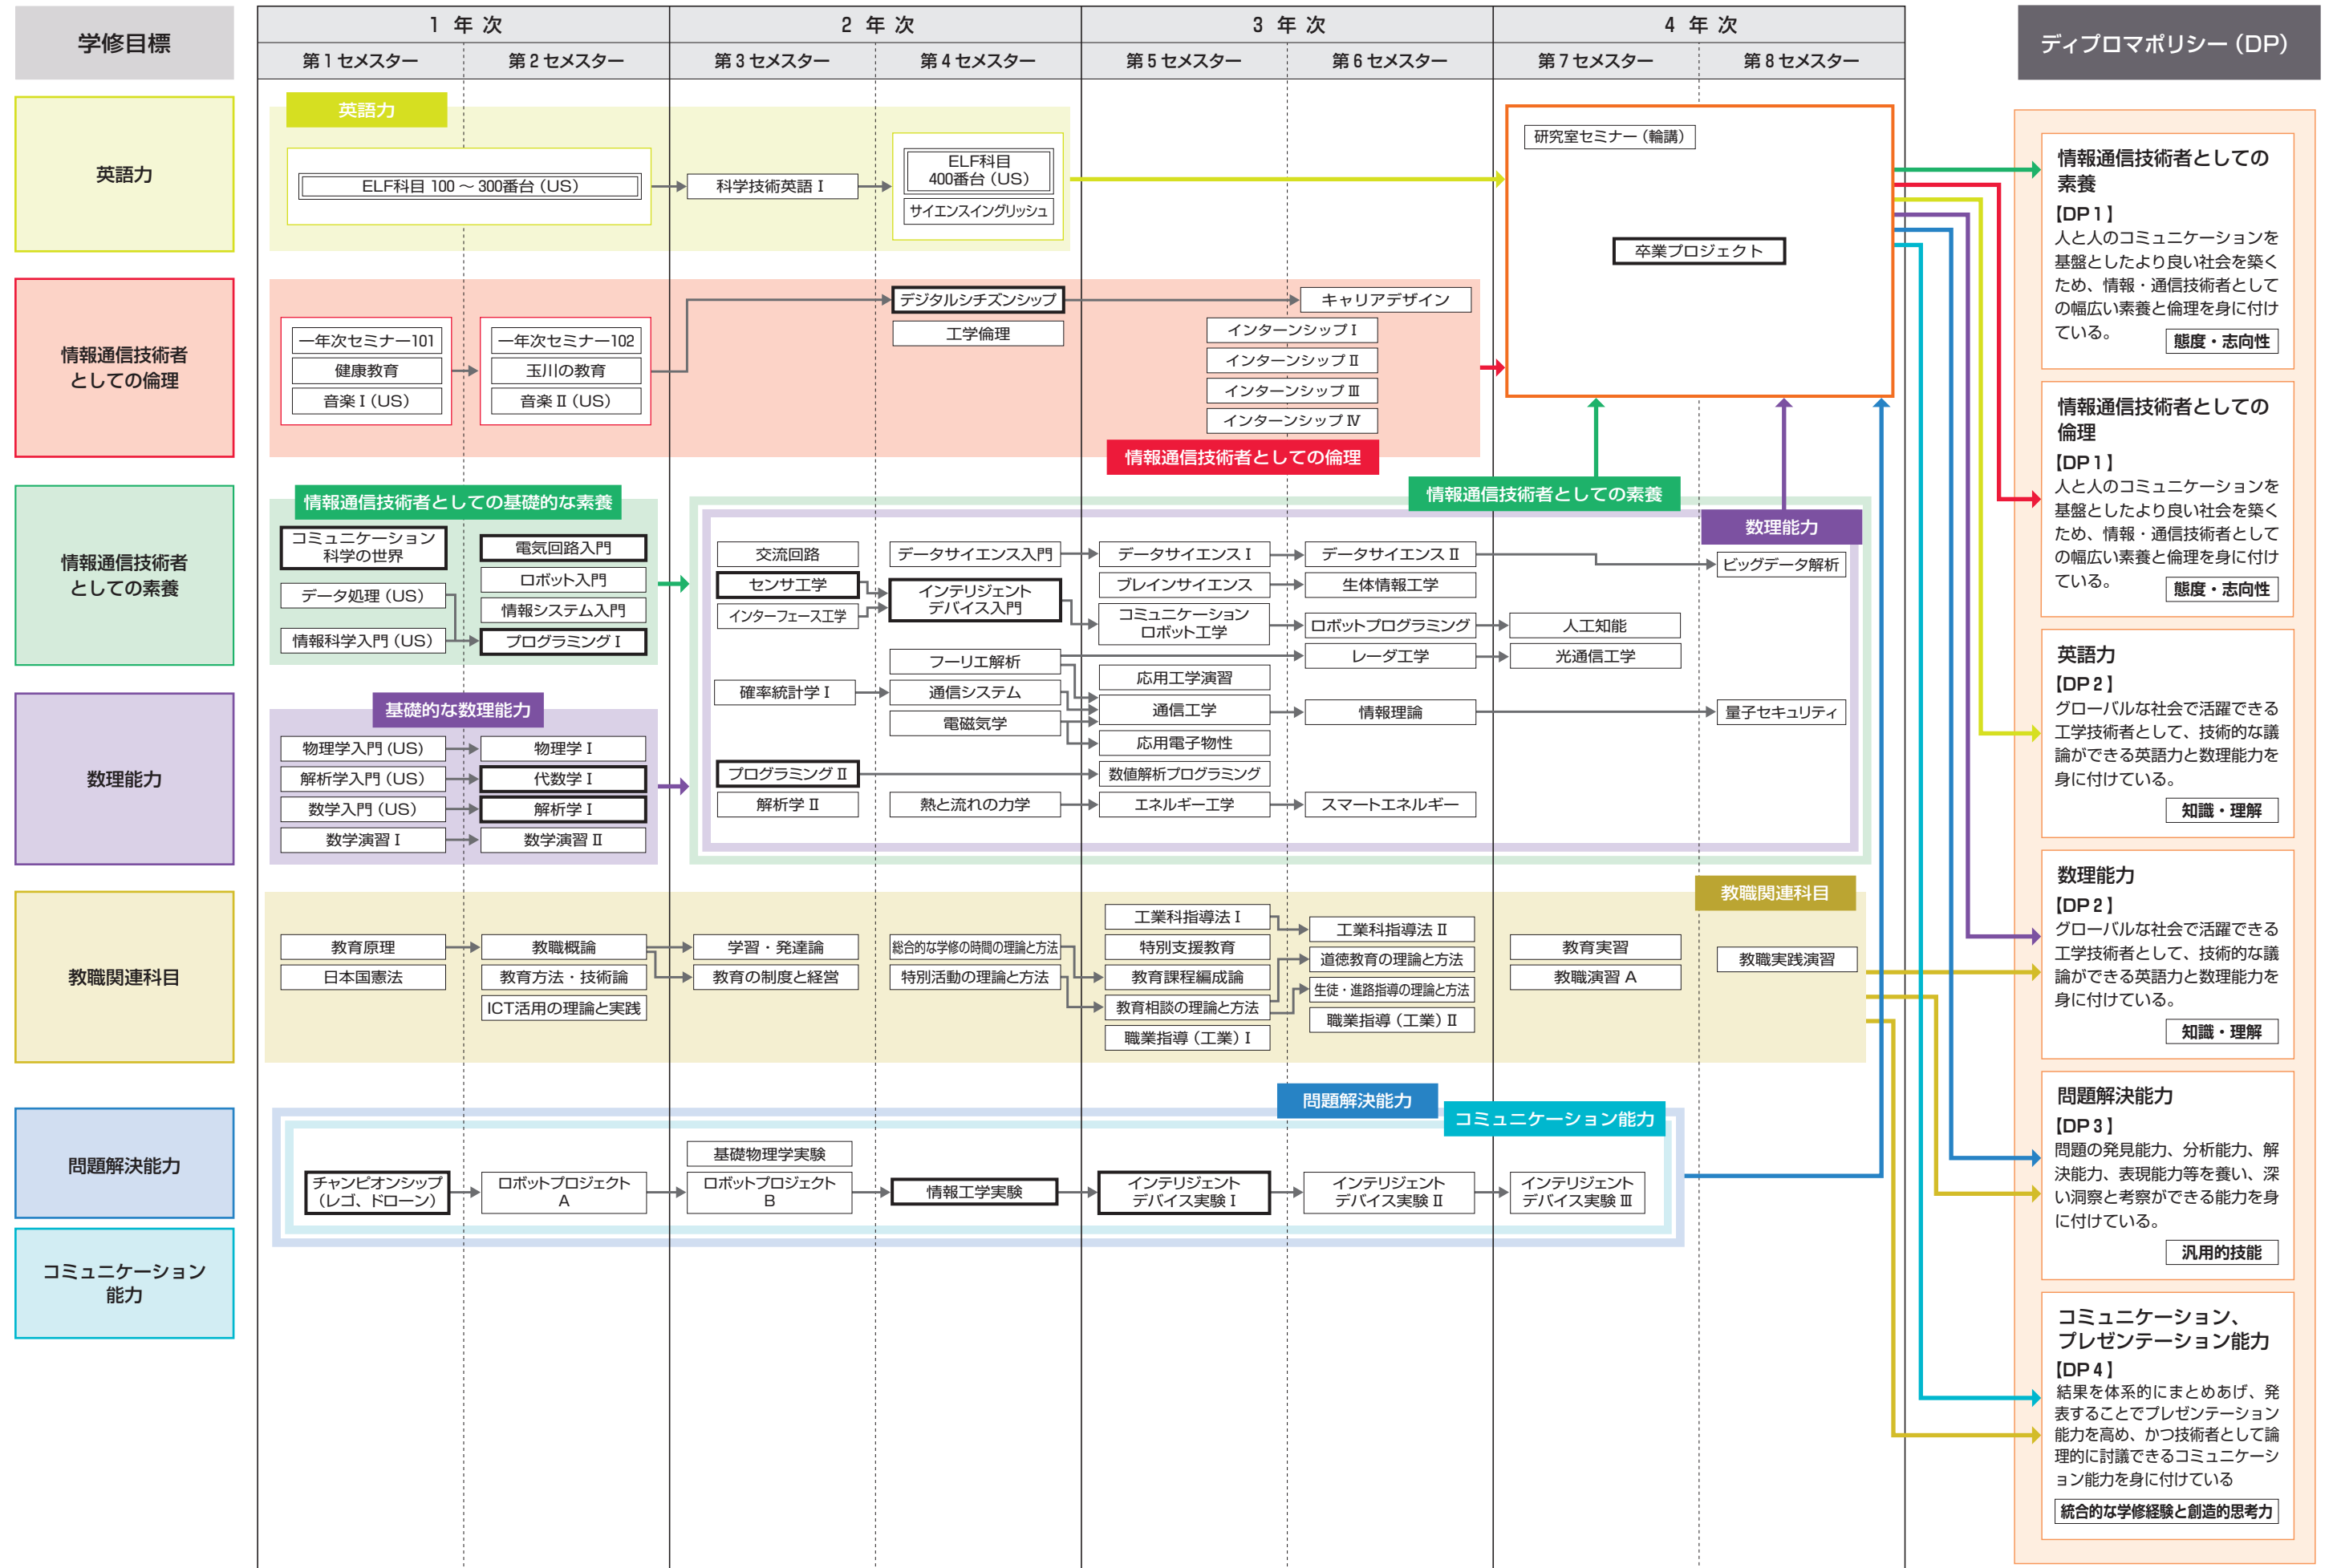 学修目標
1 年 次
2 年 次
3 年 次
4 年 次
第1セメスター
第2セメスター
第3セメスター
第4セメスター
第5セメスター
第6セメスター
第7セメスター
第8セメスター
ディプロマポリシー（DP）
英語力
英語力
ELF科目 100 ～ 300番台（US）
科学技術英語 Ⅰ
ELF科目
400番台（US）
サイエンスイングリッシュ
研究室セミナー（輪講）
卒業プロジェクト
情報通信技術者
としての倫理
一年次セミナー101
健康教育
音楽 Ⅰ（US）
一年次セミナー102
玉川の教育
音楽 Ⅱ（US）
デジタルシチズンシップ
工学倫理
キャリアデザイン
インターンシップ Ⅰ
インターンシップ Ⅱ
インターンシップ Ⅲ
インターンシップ Ⅳ
情報通信技術者としての倫理
情報通信技術者
としての素養
情報通信技術者としての基礎的な素養
コミュニケーション
科学の世界
データ処理（US）
情報科学入門（US）
電気回路入門
ロボット入門
情報システム入門
プログラミング Ⅰ
情報通信技術者としての素養
数理能力
交流回路
センサ工学
インターフェース工学
確率統計学 Ⅰ
プログラミング Ⅱ
解析学 Ⅱ
データサイエンス入門
インテリジェント
デバイス入門
フーリエ解析
通信システム
電磁気学
熱と流れの力学
データサイエンス Ⅰ
ブレインサイエンス
コミュニケーション
ロボット工学
応用工学演習
通信工学
応用電子物性
数値解析プログラミング
エネルギー工学
データサイエンス Ⅱ
生体情報工学
ロボットプログラミング
レーダ工学
情報理論
スマートエネルギー
人工知能
光通信工学
ビッグデータ解析
量子セキュリティ
数理能力
基礎的な数理能力
物理学入門（US）
解析学入門（US）
数学入門（US）
数学演習 Ⅰ
物理学 Ⅰ
代数学 Ⅰ
解析学 Ⅰ
数学演習 Ⅱ
教職関連科目
教職関連科目
教育原理
日本国憲法
教職概論
教育方法・技術論
ICT活用の理論と実践
学習・発達論
教育の制度と経営
総合的な学修の時間の理論と方法
特別活動の理論と方法
工業科指導法 Ⅰ
特別支援教育
教育課程編成論
教育相談の理論と方法
職業指導（工業）Ⅰ
工業科指導法 Ⅱ
道徳教育の理論と方法
生徒・進路指導の理論と方法
職業指導（工業）Ⅱ
教育実習
教職演習 A
教職実践演習
問題解決能力
コミュニケーション
能力
問題解決能力
コミュニケーション能力
チャンピオンシップ
（レゴ、ドローン）
ロボットプロジェクト
A
基礎物理学実験
ロボットプロジェクト
B
情報工学実験
インテリジェント
デバイス実験 Ⅰ
インテリジェント
デバイス実験 Ⅱ
インテリジェント
デバイス実験 Ⅲ
情報通信技術者としての
素養
【DP1】
人と人のコミュニケーションを
基盤としたより良い社会を築く
ため、情報・通信技術者として
の幅広い素養と倫理を身に付け
ている。
態度・志向性
情報通信技術者としての
倫理
【DP1】
人と人のコミュニケーションを
基盤としたより良い社会を築く
ため、情報・通信技術者として
の幅広い素養と倫理を身に付け
ている。
態度・志向性
英語力
【DP2】
グローバルな社会で活躍できる
工学技術者として、技術的な議
論ができる英語力と数理能力を
身に付けている。
知識・理解
数理能力
【DP2】
グローバルな社会で活躍できる
工学技術者として、技術的な議
論ができる英語力と数理能力を
身に付けている。
知識・理解
問題解決能力
【DP3】
問題の発見能力、分析能力、解
決能力、表現能力等を養い、深
い洞察と考察ができる能力を身
に付けている。
汎用的技能
コミュニケーション、
プレゼンテーション能力
【DP4】
結果を体系的にまとめあげ、発
表することでプレゼンテーション
能力を高め、かつ技術者として論
理的に討議できるコミュニケーシ
ョン能力を身に付けている
統合的な学修経験と創造的思考力